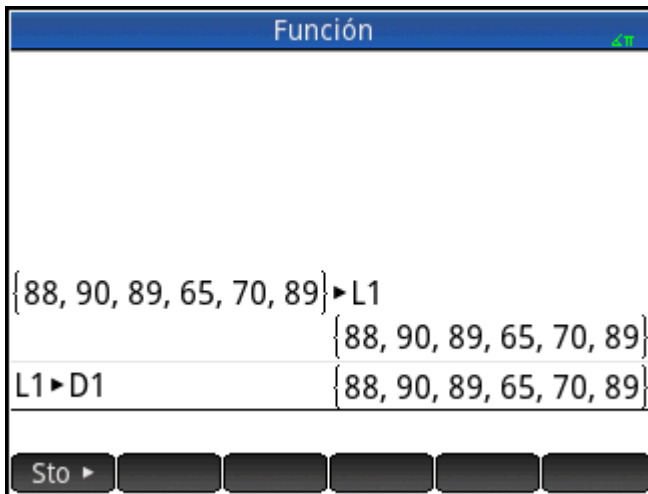 Función
∡π
{88, 90, 89, 65, 70, 89}▶L1
{88, 90, 89, 65, 70, 89}
L1▶D1 {88, 90, 89, 65, 70, 89}
Sto ▶